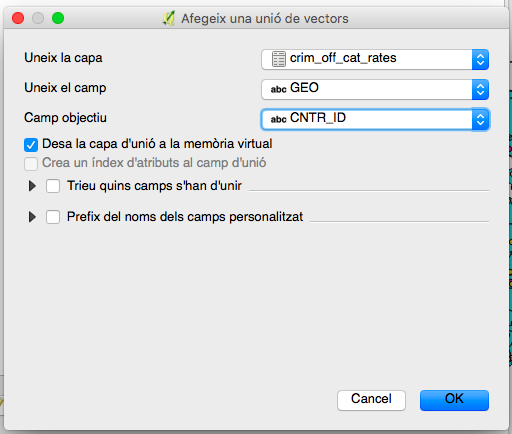 Afegeix una unió de vectors
Uneix la capa
crim_off_cat_rates
Uneix el camp
abc GEO
Camp objectiu
abc CNTR_ID
Desa la capa d'unió a la memòria virtual
Crea un índex d'atributs al camp d'unió
Trieu quins camps s'han d'unir
Prefix del noms dels camps personalitzat
Cancel
OK